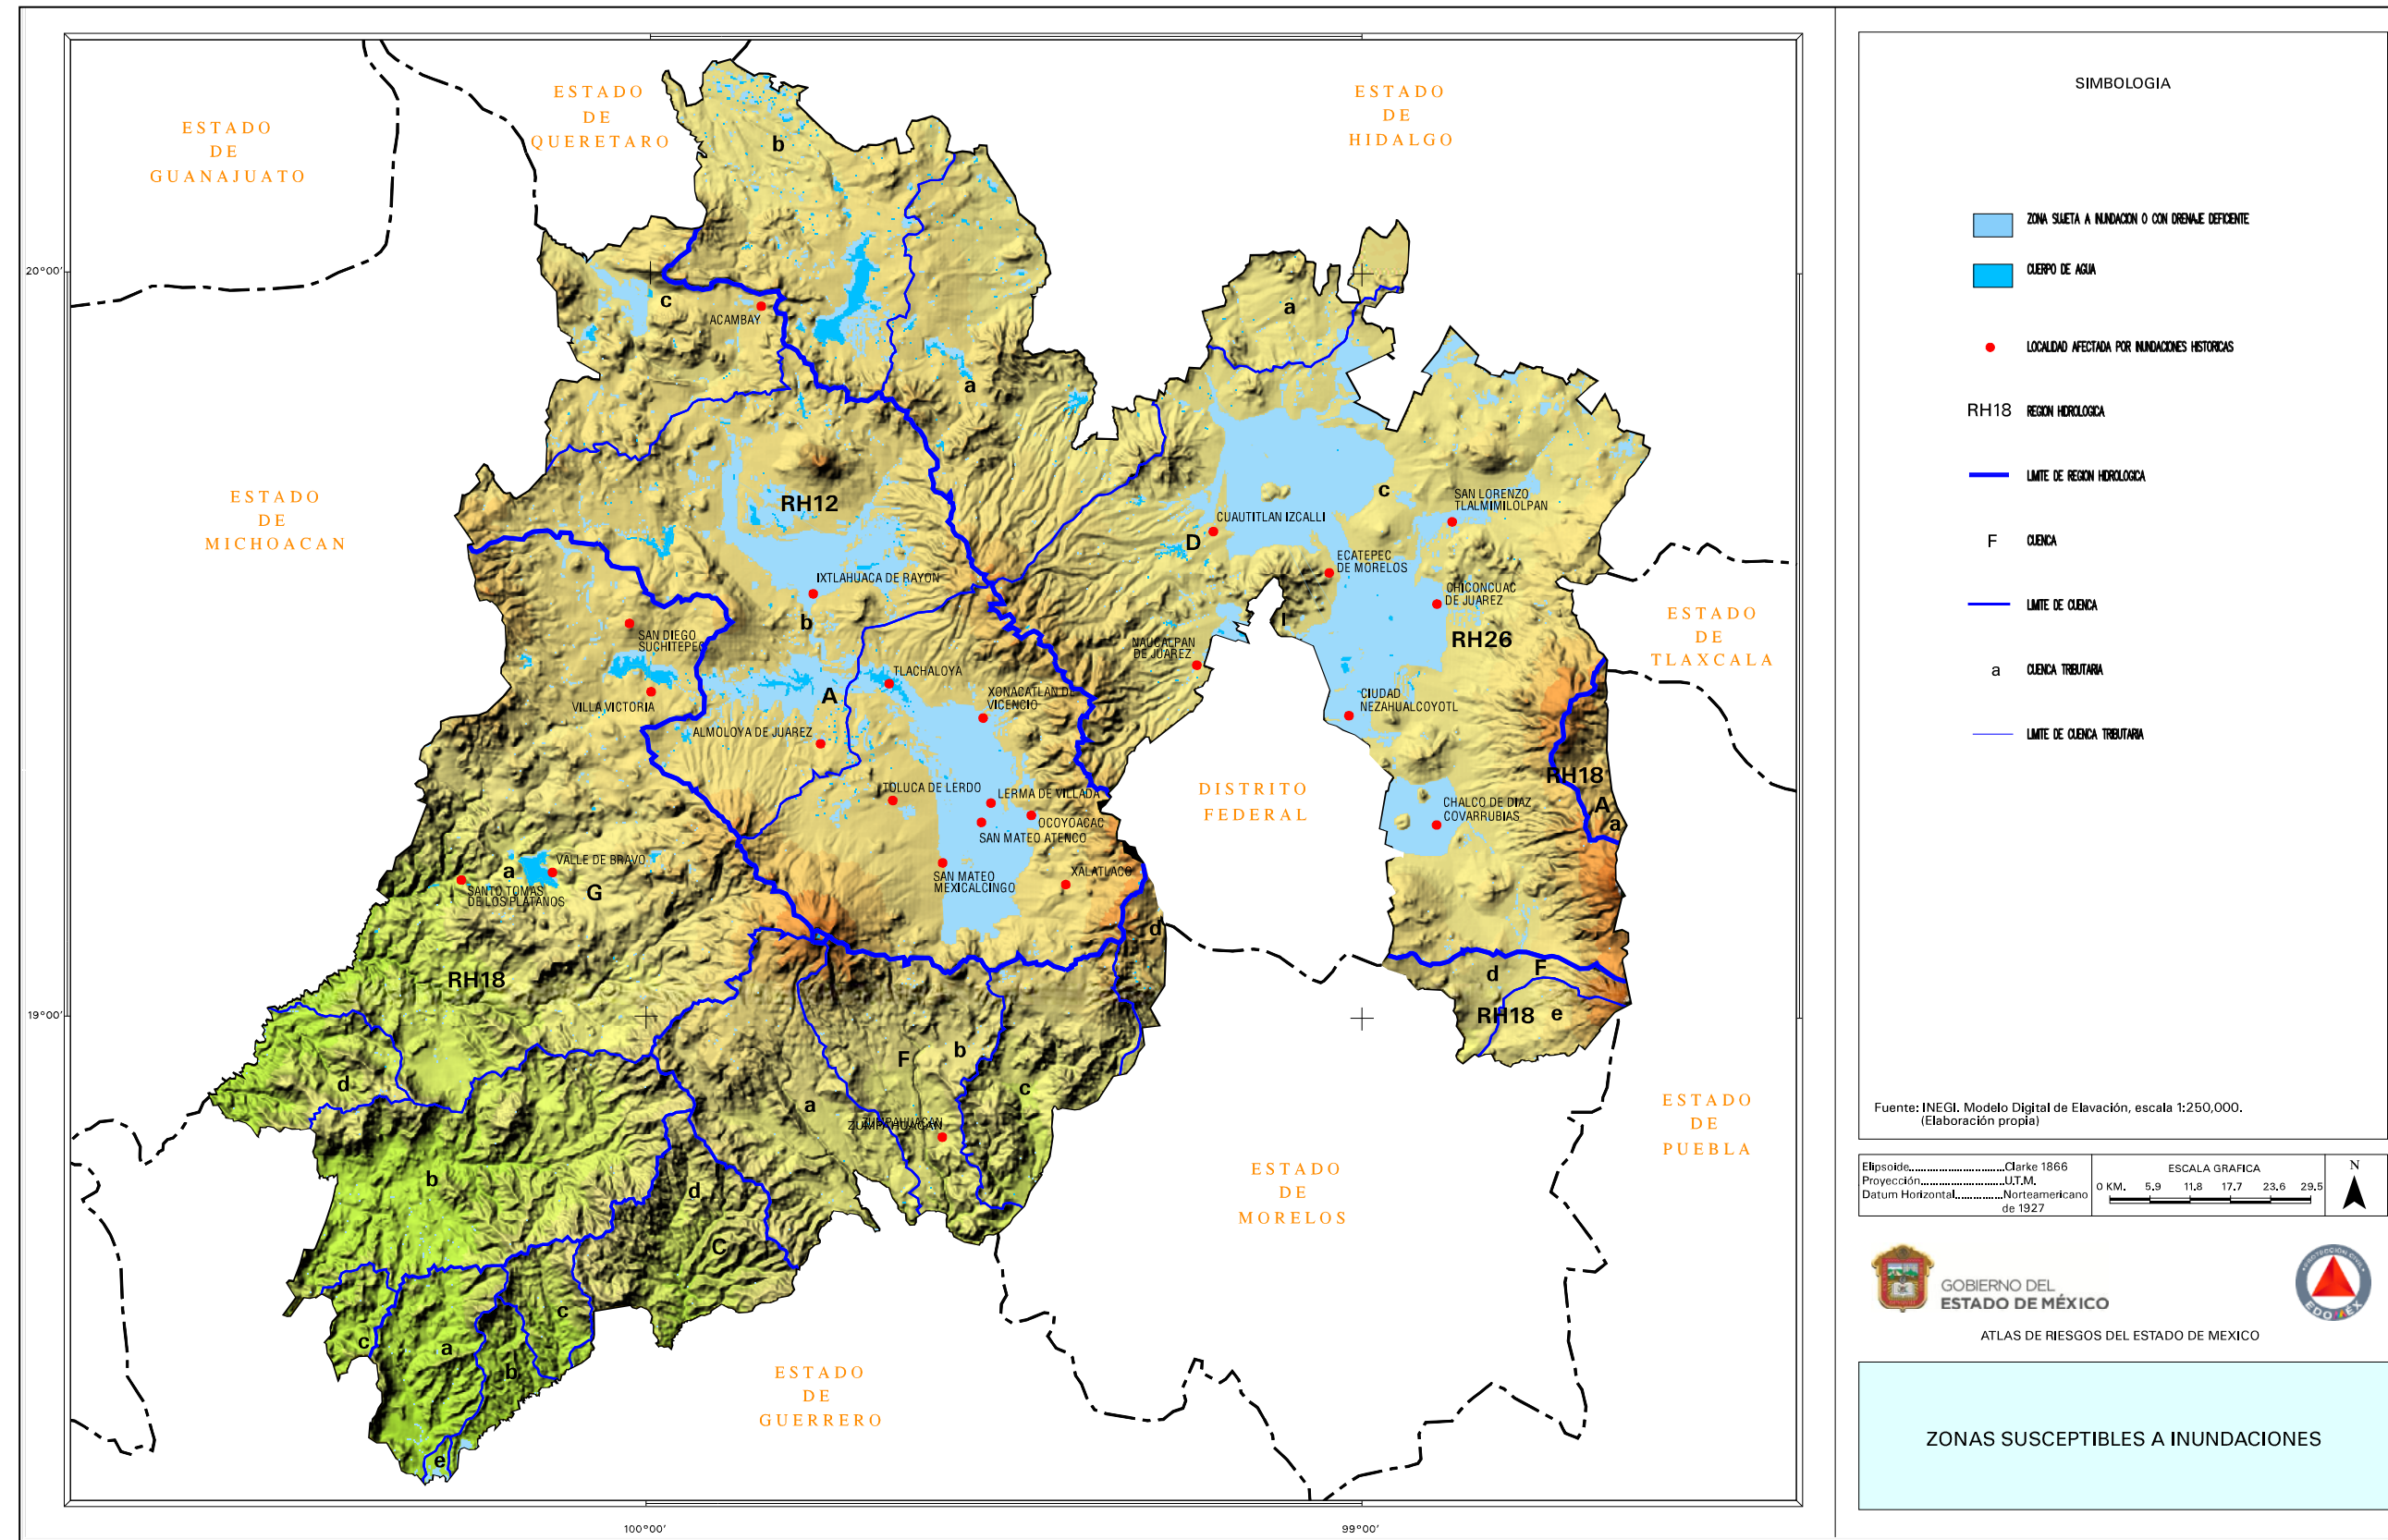 ESTADO
DE
GUANAJUATO
ESTADO
DE
QUERETARO
ESTADO
DE
HIDALGO
ESTADO
DE
MICHOACAN
ESTADO
DE
TLAXCALA
DISTRITO
FEDERAL
ESTADO
DE
PUEBLA
ESTADO
DE
MORELOS
ESTADO
DE
GUERRERO
20°00'
19°00'
100°00'
99°00'
b
c
ACAMBAY
a
a
RH12
c
SAN LORENZO
TLALMIMILOLPAN
CUAUTITLAN IZCALLI
D
ECATEPEC
DE MORELOS
IXTLAHUACA DE RAYON
CHICONCUAC
DE JUAREZ
b
I
SAN DIEGO
SUCHITEPEC
RH26
NAUCALPAN
DE JUAREZ
TLACHALOYA
A
XONACATLAN DE
VICENCIO
VILLA VICTORIA
CIUDAD
NEZAHUALCOYOTL
ALMOLOYA DE JUAREZ
RH18
TOLUCA DE LERDO
LERMA DE VILLADA
CHALCO DE DIAZ
COVARRUBIAS
A
a
OCOYOACAC
SAN MATEO ATENCO
VALLE DE BRAVO
a
SANTO TOMAS
DE LOS PLATANOS
G
SAN MATEO
MEXICALCINGO
XALATLACO
d
RH18
d
F
RH18
e
F
b
d
c
a
ZUMPAHUACAN
b
d
C
c
c
a
b
e
SIMBOLOGIA
ZONA SUJETA A INUNDACION O CON DRENAJE DEFICIENTE
CUERPO DE AGUA
LOCALIDAD AFECTADA POR INUNDACIONES HISTORICAS
RH18 REGION HIDROLOGICA
LIMITE DE REGION HIDROLOGICA
F CUENCA
LIMITE DE CUENCA
a CUENCA TRIBUTARIA
LIMITE DE CUENCA TRIBUTARIA
Fuente: INEGI. Modelo Digital de Elavación, escala 1:250,000.
(Elaboración propia)
Elipsoide..............................Clarke 1866
Proyección..........................U.T.M.
Datum Horizontal...............Norteamericano
de 1927
ESCALA GRAFICA
0 KM. 5.9 11.8 17.7 23.6 29.5
N
GOBIERNO DEL
ESTADO DE MÉXICO
PROTECCIÓN CIVIL
EDOMÉX
ATLAS DE RIESGOS DEL ESTADO DE MEXICO
ZONAS SUSCEPTIBLES A INUNDACIONES